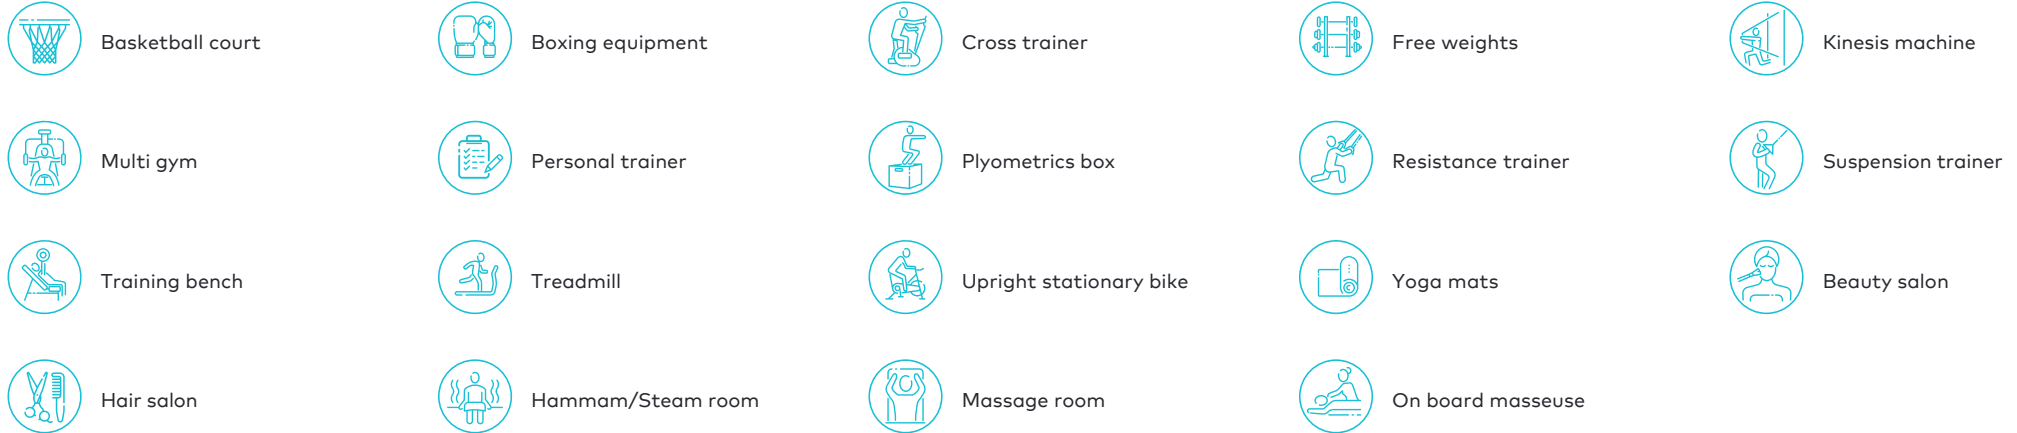 Basketball court
Boxing equipment
Cross trainer
Free weights
Kinesis machine
Multi gym
Personal trainer
Plyometrics box
Resistance trainer
Suspension trainer
Training bench
Treadmill
Upright stationary bike
Yoga mats
Beauty salon
Hair salon
Hammam/Steam room
Massage room
On board masseuse